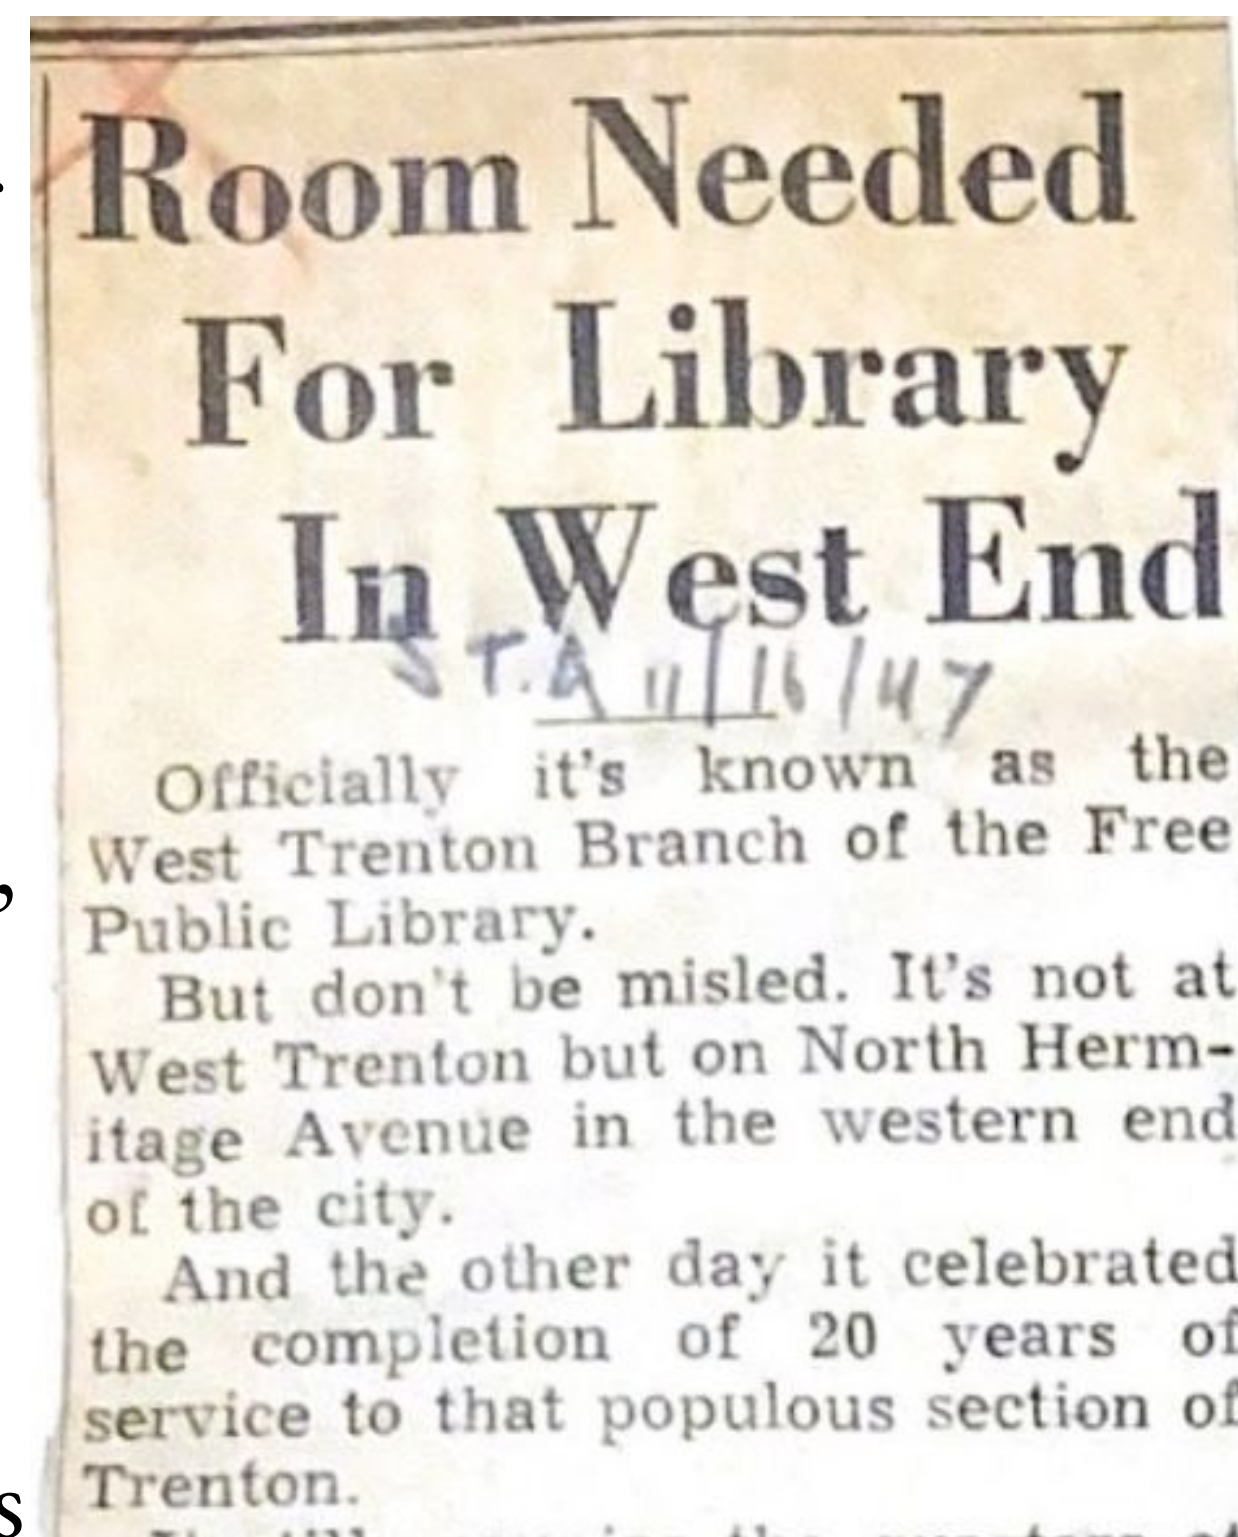 Room Needed
For Library
In West End
S T. A 11/16/47
Officially it's known as the
West Trenton Branch of the Free
Public Library.
But don't be misled. It's not at
West Trenton but on North Herm-
itage Avenue in the western end
of the city.
And the other day it celebrated
the completion of 20 years of
service to that populous section of
Trenton.